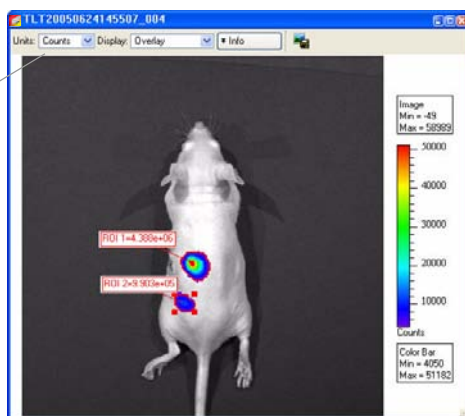 TLT20050624145507_004
Units: Counts Display: Overlay Info
Image
Min = -49
Max = 58989
50000
40000
30000
20000
10000
Counts
Color Bar
Min = 4050
Max = 51182
ROI 1=4.388e+06
ROI 2=9.903e+05